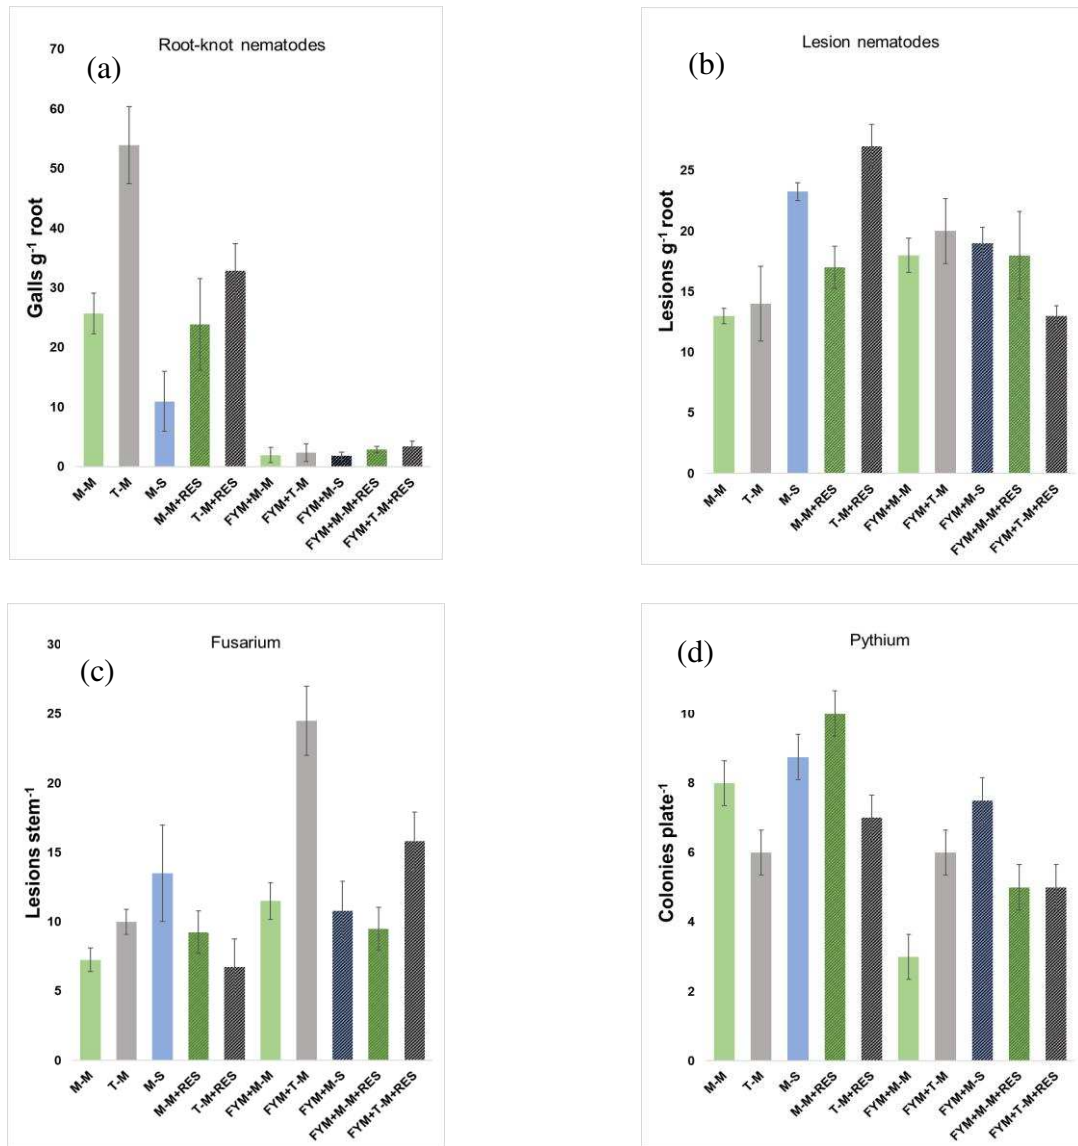 Root-knot nematodes
(a)
70
60
50
40
30
20
10
0
Galls g⁻¹ root
M-M
T-M
M-S
M-M+RES
T-M+RES
FYM+M-M
FYM+T-M
FYM+M-S
FYM+M-M+RES
FYM+T-M+RES
Lesion nematodes
(b)
25
20
15
10
5
0
Lesions g⁻¹ root
M-M
T-M
M-S
M-M+RES
T-M+RES
FYM+M-M
FYM+T-M
FYM+M-S
FYM+M-M+RES
FYM+T-M+RES
Fusarium
(c)
30
25
20
15
10
5
0
Lesions stem⁻¹
M-M
T-M
M-S
M-M+RES
T-M+RES
FYM+M-M
FYM+T-M
FYM+M-S
FYM+M-M+RES
FYM+T-M+RES
Pythium
(d)
10
8
6
4
2
0
Colonies plate⁻¹
M-M
T-M
M-S
M-M+RES
T-M+RES
FYM+M-M
FYM+T-M
FYM+M-S
FYM+M-M+RES
FYM+T-M+RES